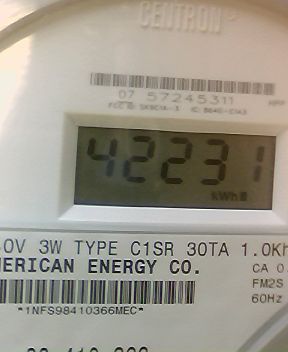 CENTRON
07 57245311
42231
kWh
0V 3W TYPE C1SR 30TA 1.0Kh
MERICAN ENERGY CO.
CA 0.
FM2S
60Hz
*1NFS98410366MEC*